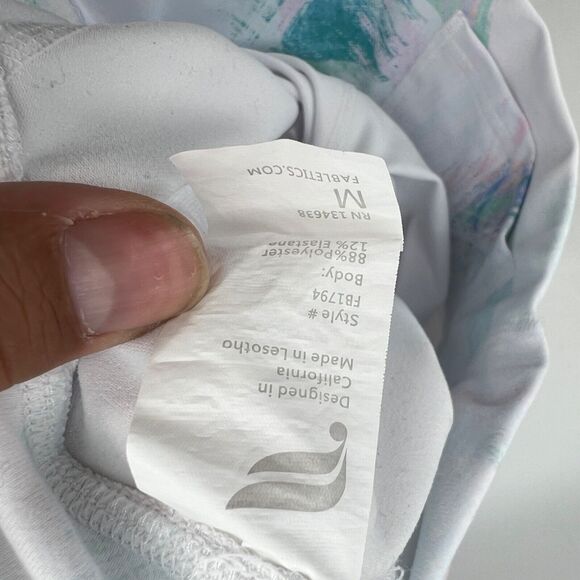 Designed in
California
Made in Lesotho
Style #
FB1794
Body:
88%Polyester
12% Elastane
RN 134638
M
FABLETICS.COM